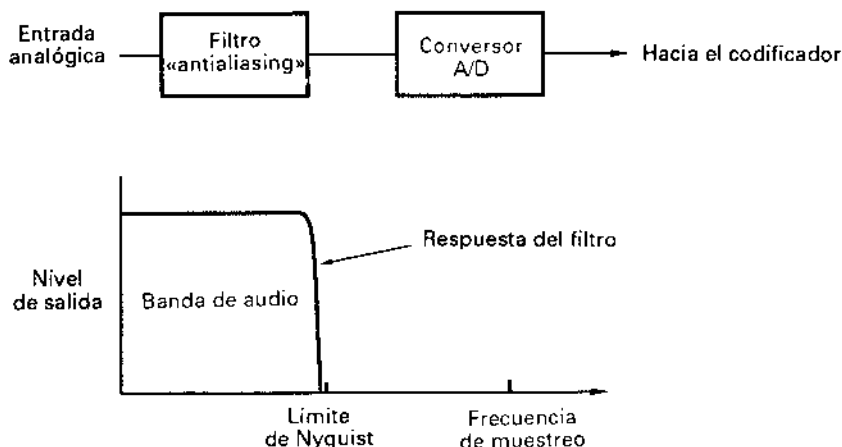 Entrada
analógica
Filtro
«antialiasing»
Conversor
A/D
Hacia el codificador
Nivel
de salida
Banda de audio
Respuesta del filtro
Límite
de Nyquist
Frecuencia
de muestreo